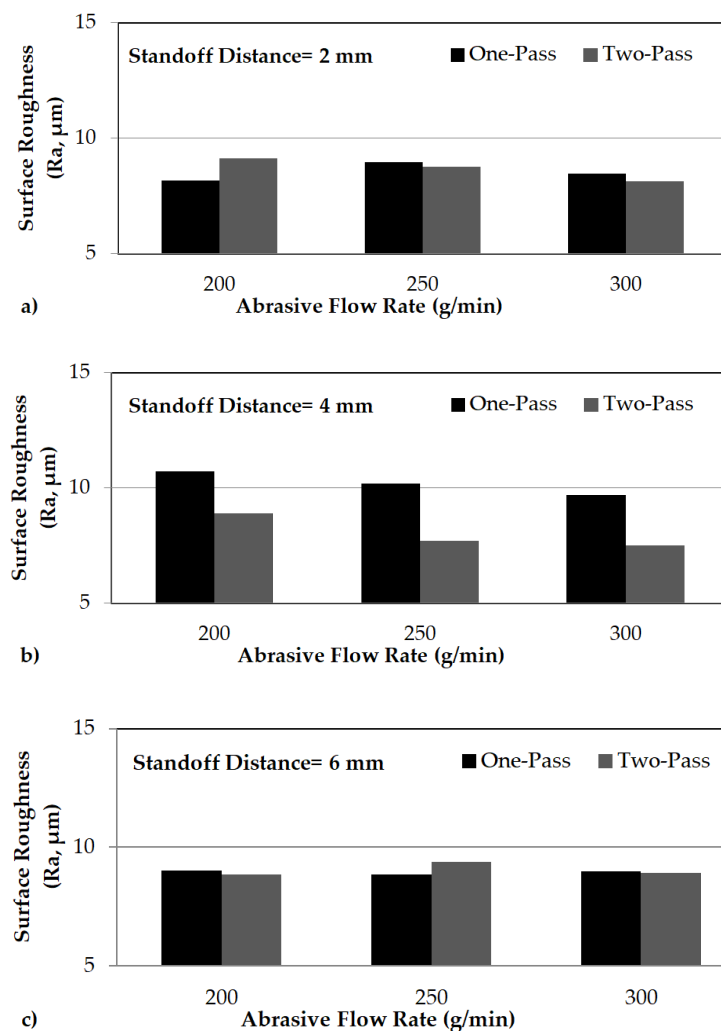 15
Standoff Distance= 2 mm
One-Pass
Two-Pass
Surface Roughness
(Ra, µm)
10
5
200
250
300
a)
Abrasive Flow Rate (g/min)
15
Standoff Distance= 4 mm
One-Pass
Two-Pass
Surface Roughness
(Ra, µm)
10
5
200
250
300
b)
Abrasive Flow Rate (g/min)
15
Standoff Distance= 6 mm
One-Pass
Two-Pass
Surface Roughness
(Ra, µm)
10
5
200
250
300
c)
Abrasive Flow Rate (g/min)